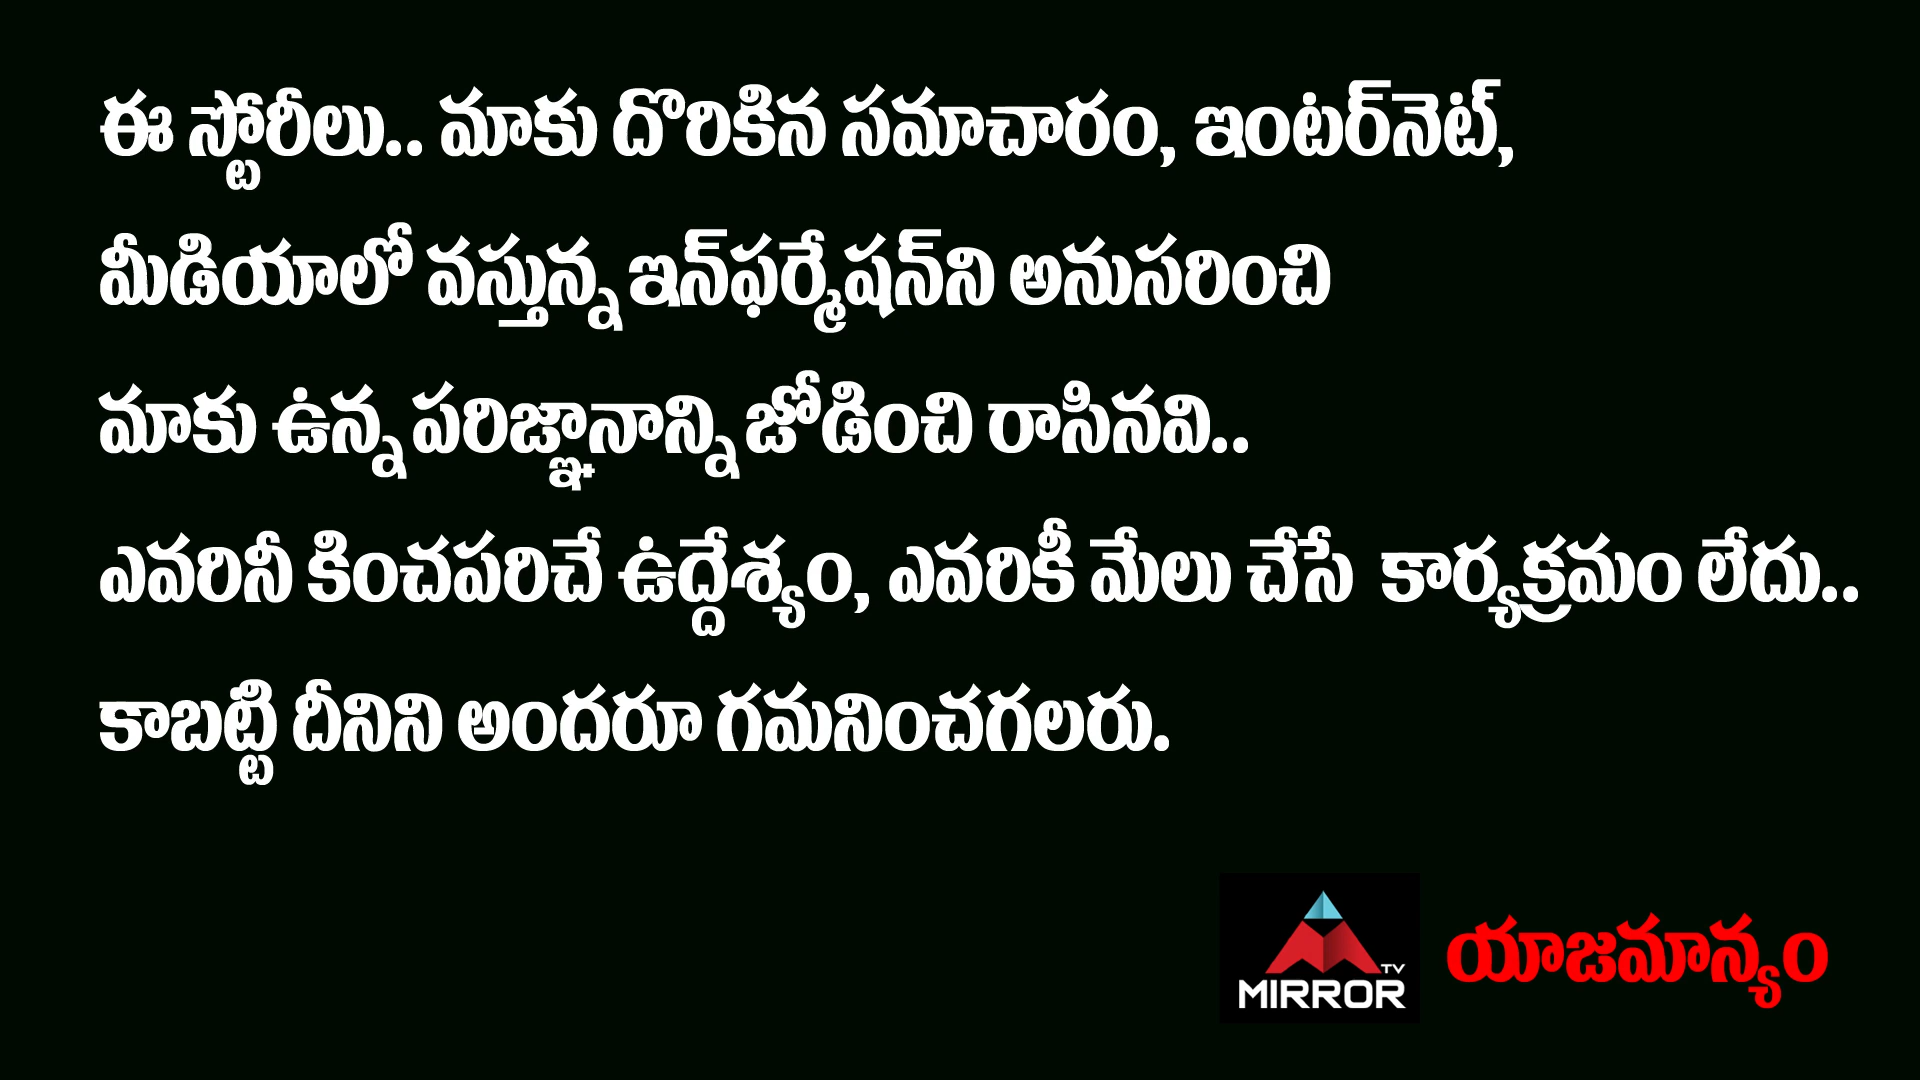 ఈ స్టోరీలు.. మాకు దొరికిన సమాచారం, ఇంటర్‌నెట్,
మీడియాలో వస్తున్న ఇన్‌ఫర్మేషన్‌ని అనుసరించి
మాకు ఉన్న పరిజ్ఞానాన్ని జోడించి రాసినవి..
ఎవరినీ కించపరిచే ఉద్దేశ్యం, ఎవరికీ మేలు చేసే కార్యక్రమం లేదు..
కాబట్టి దీనిని అందరూ గమనించగలరు.
TV
MIRROR
యాజమాన్యం